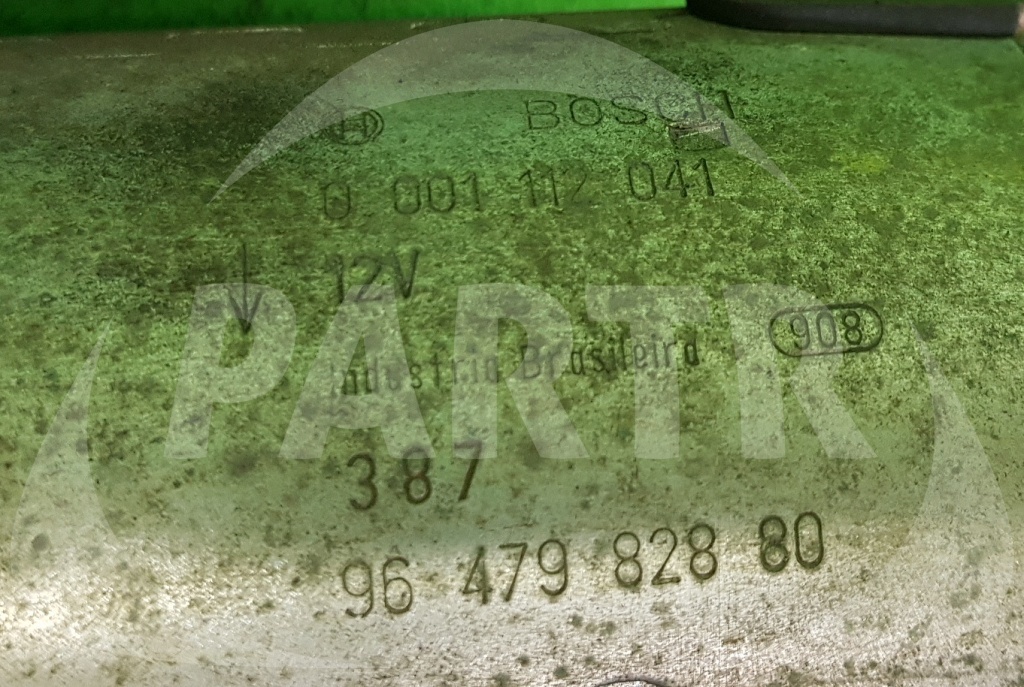 BOSCH
0 001 112 041
12V
Industria Brasileira
908
387
96 479 828 80
PARTR